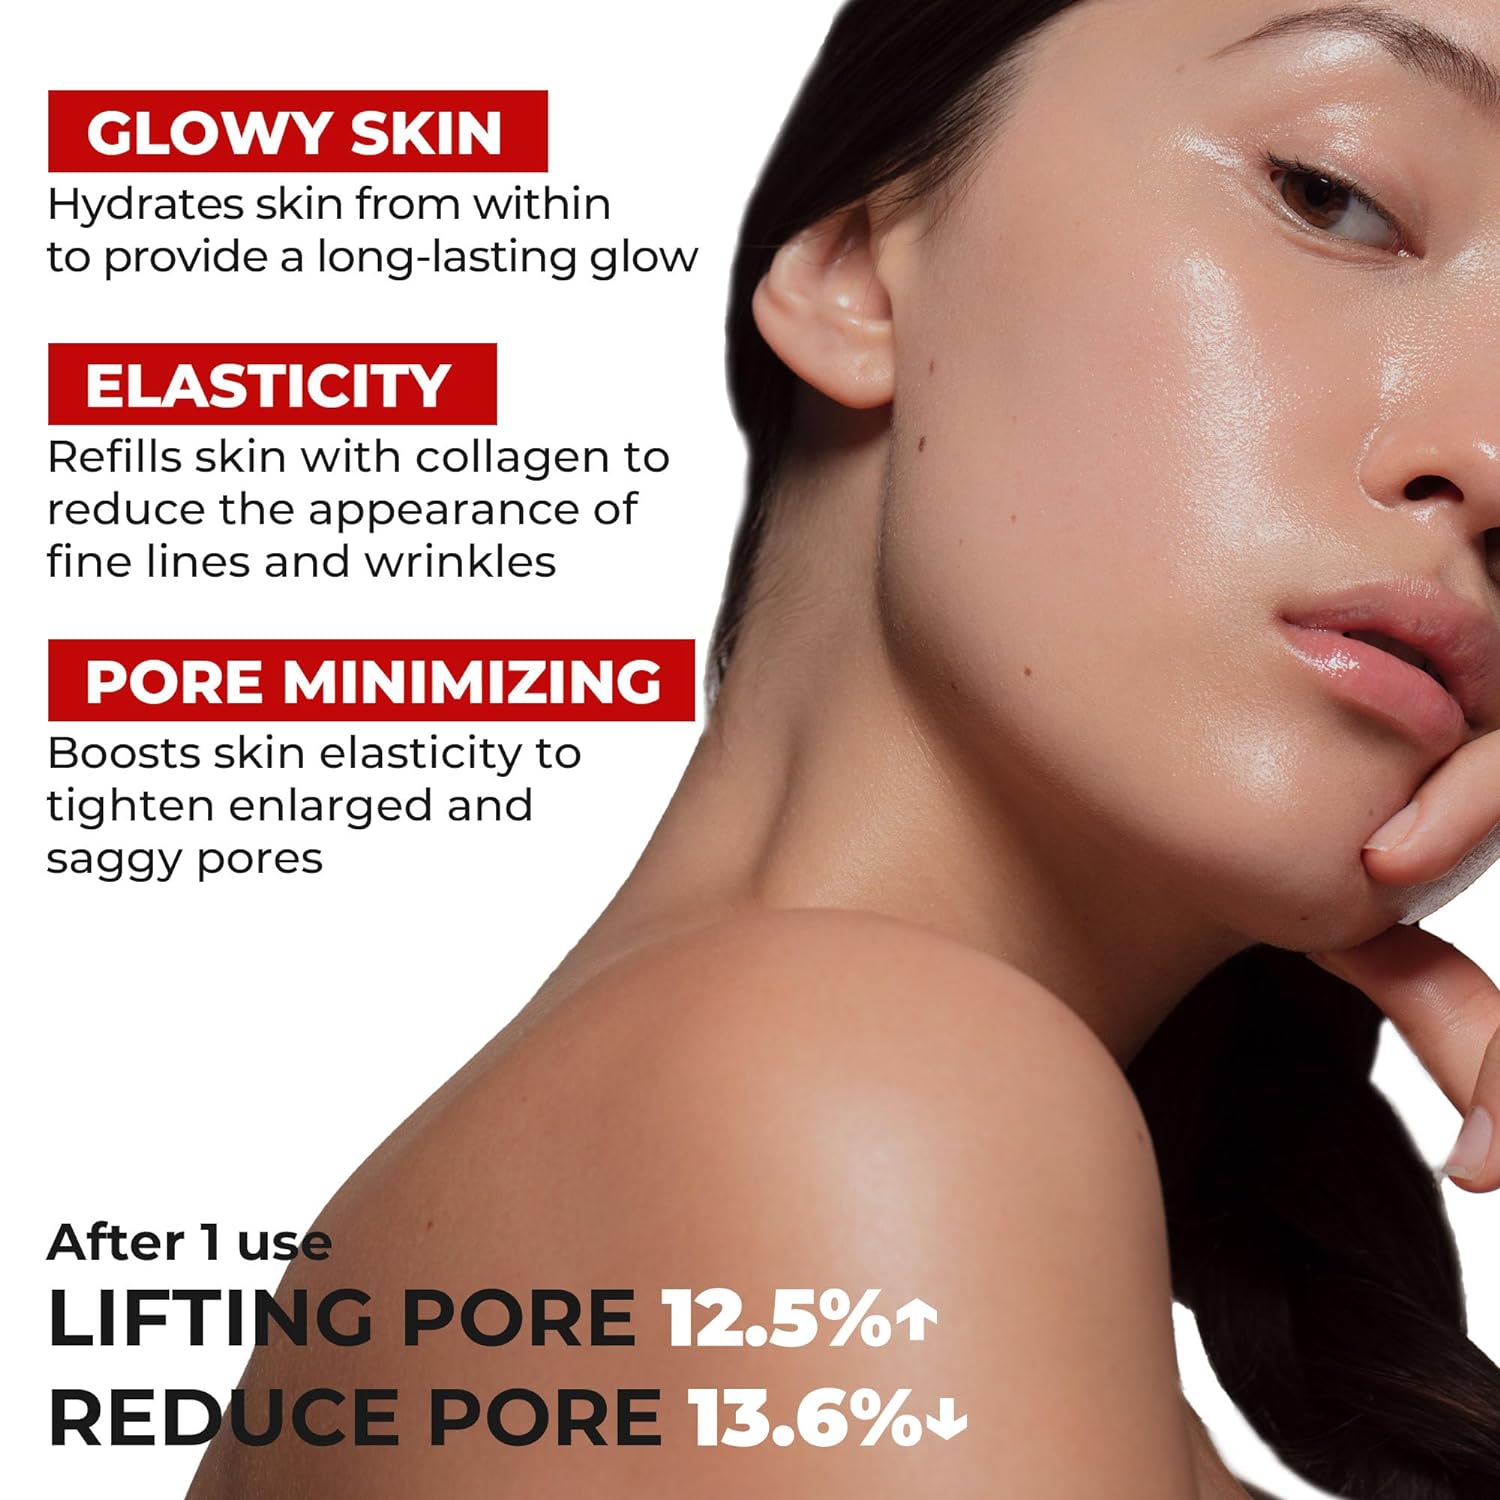 GLOWY SKIN
Hydrates skin from within
to provide a long-lasting glow
ELASTICITY
Refills skin with collagen to
reduce the appearance of
fine lines and wrinkles
PORE MINIMIZING
Boosts skin elasticity to
tighten enlarged and
saggy pores
After 1 use
LIFTING PORE 12.5%↑
REDUCE PORE 13.6%↓